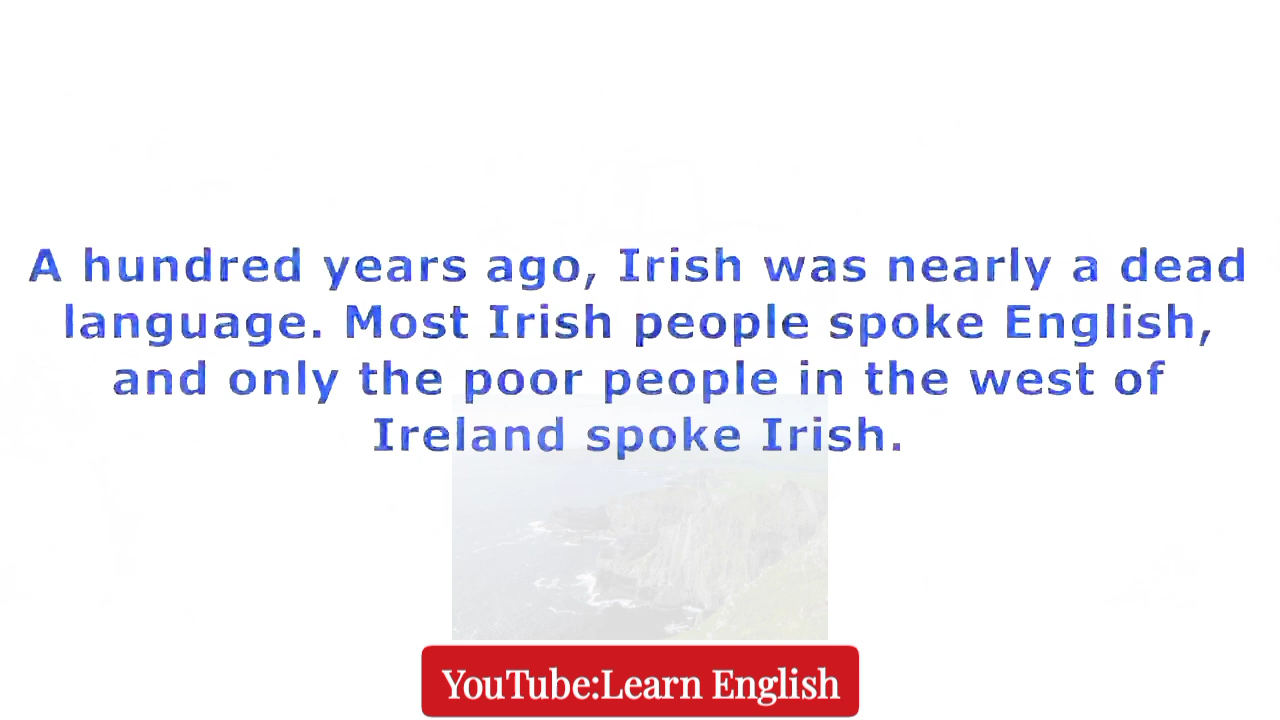 A hundred years ago, Irish was nearly a dead
language. Most Irish people spoke English,
and only the poor people in the west of
Ireland spoke Irish.
YouTube:Learn English